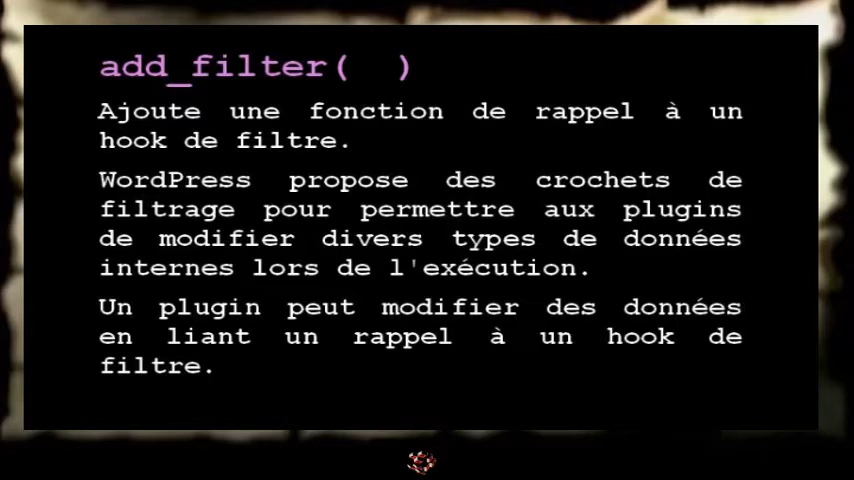 add_filter(  )
Ajoute une fonction de rappel à un
hook de filtre.
WordPress propose des crochets de
filtrage pour permettre aux plugins
de modifier divers types de données
internes lors de l'exécution.
Un plugin peut modifier des données
en liant un rappel à un hook de
filtre.